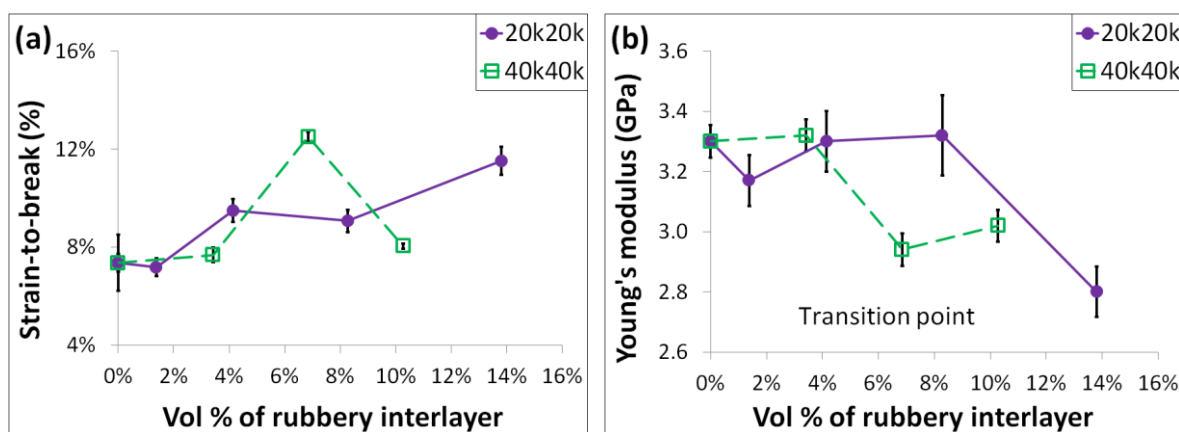 (a)
20k20k
40k40k
16%
12%
8%
4%
Strain-to-break (%)
0% 2% 4% 6% 8% 10% 12% 14% 16%
Vol % of rubbery interlayer
(b)
20k20k
40k40k
3.6
3.4
3.2
3.0
2.8
2.6
Young's modulus (GPa)
Transition point
0% 2% 4% 6% 8% 10% 12% 14% 16%
Vol % of rubbery interlayer